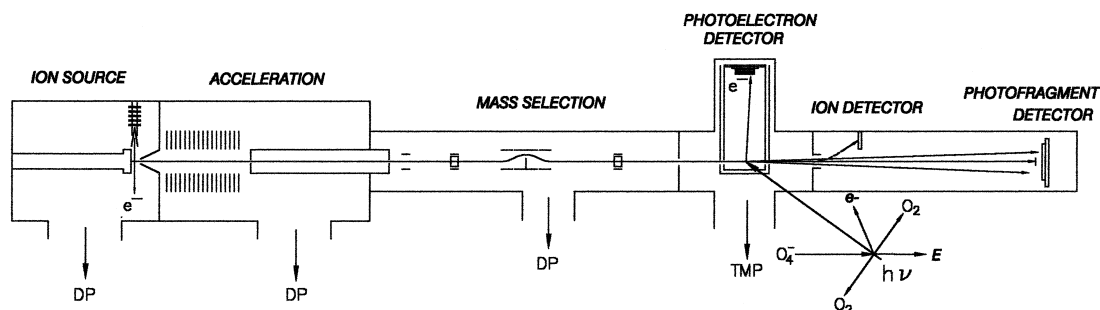 PHOTOELECTRON
DETECTOR
ION SOURCE
ACCELERATION
MASS SELECTION
ION DETECTOR
PHOTOFRAGMENT
DETECTOR
e⁻
e⁻
e-
O₂
O₄⁻
E
hν
O₂
DP
DP
DP
TMP